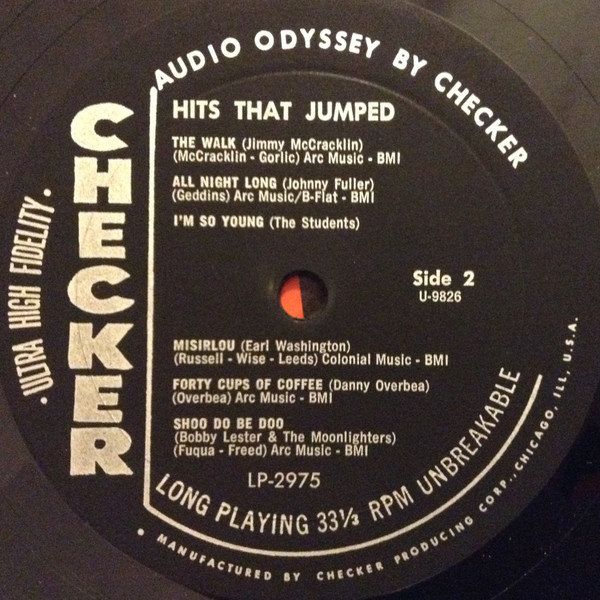 AUDIO ODYSSEY BY CHECKER
CHECKER
·ULTRA HIGH FIDELITY·
HITS THAT JUMPED
THE WALK (Jimmy McCracklin)
(McCracklin - Gorlic) Arc Music - BMI
ALL NIGHT LONG (Johnny Fuller)
(Geddins) Arc Music/B-Flat - BMI
I'M SO YOUNG (The Students)
Side 2
U-9826
MISIRLOU (Earl Washington)
(Russell - Wise - Leeds) Colonial Music - BMI
FORTY CUPS OF COFFEE (Danny Overbea)
(Overbea) Arc Music - BMI
SHOO DO BE DOO
(Bobby Lester & The Moonlighters)
(Fuqua - Freed) Arc Music - BMI
LP-2975
LONG PLAYING 33⅓ RPM UNBREAKABLE
· MANUFACTURED BY CHECKER PRODUCING CORP., CHICAGO, ILL, U.S.A.